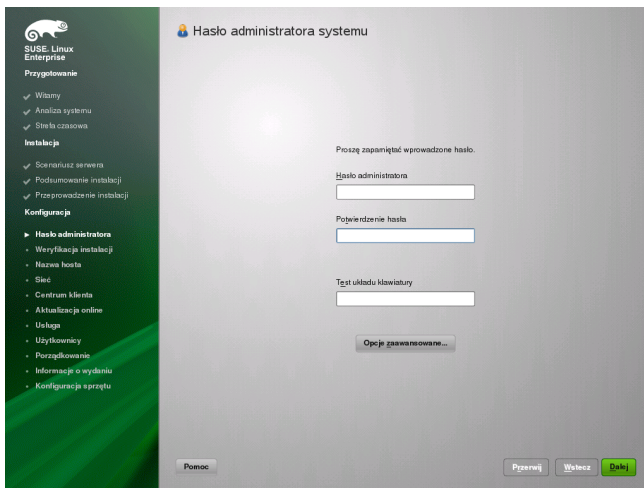 SUSE. Linux
Enterprise
Przygotowanie
Witamy
Analiza systemu
Strefa czasowa
Instalacja
Scenariusz serwera
Podsumowanie instalacji
Przeprowadzenie instalacji
Konfiguracja
Hasło administratora
Weryfikacja instalacji
Nazwa hosta
Sieć
Centrum klienta
Aktualizacja online
Usługa
Użytkownicy
Porządkowanie
Informacje o wydaniu
Konfiguracja sprzętu
Hasło administratora systemu
Proszę zapamiętać wprowadzone hasło.
Hasło administratora
Potwierdzenie hasła
Test układu klawiatury
Opcje zaawansowane...
Pomoc
Przerwij
Wstecz
Dalej